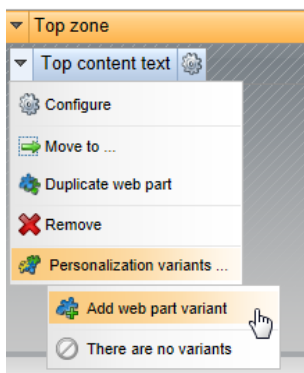 Top zone
Top content text
Configure
Move to ...
Duplicate web part
Remove
Personalization variants ...
Add web part variant
There are no variants